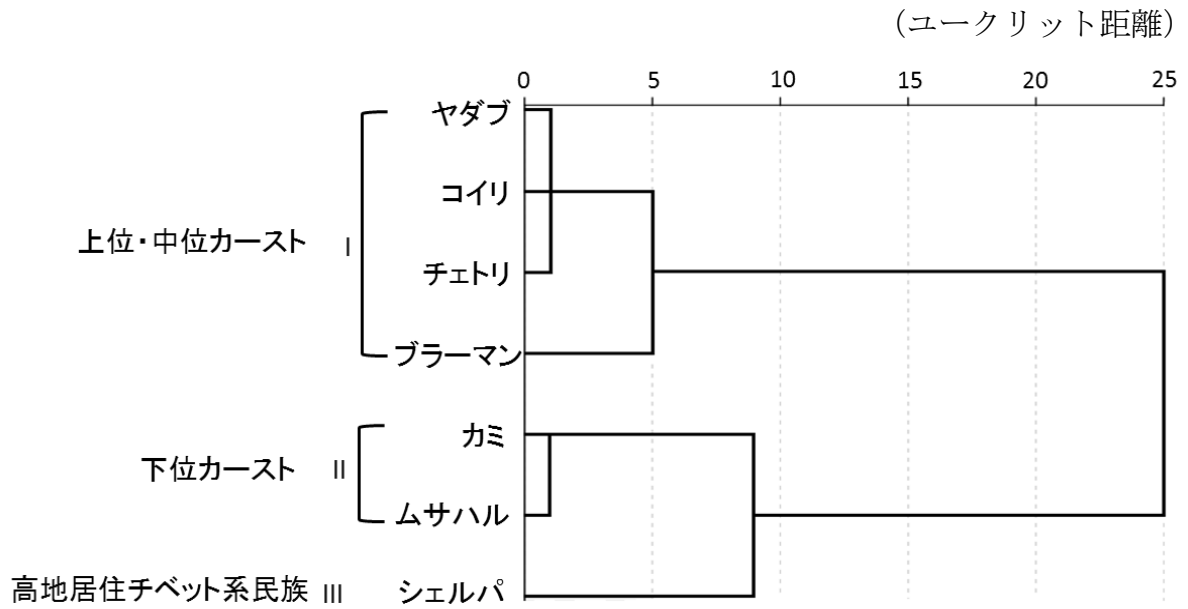 (ユークリット距離)
0 5 10 15 20 25
ヤダブ
コイリ
上位・中位カースト I
チェトリ
ブラーマン
カミ
下位カースト II
ムサハル
高地居住チベット系民族 III シェルパ